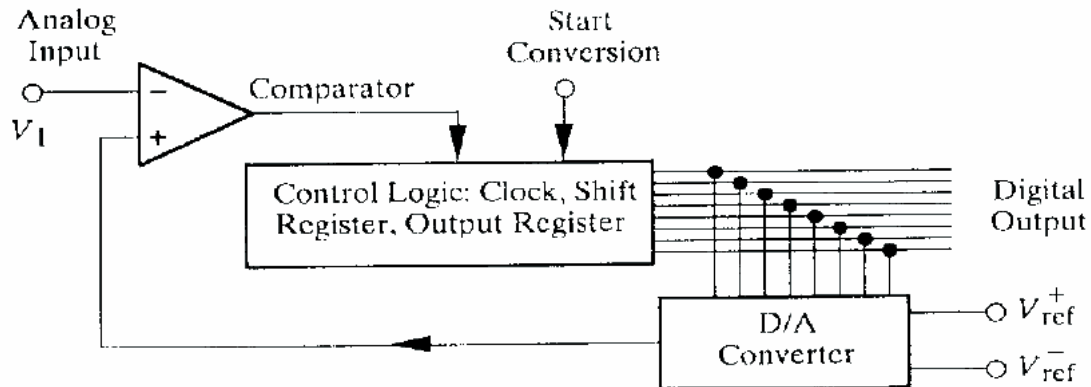 Analog
Input
V1
−
+
Comparator
Start
Conversion
Control Logic: Clock, Shift
Register, Output Register
Digital
Output
D/A
Converter
V+ref
V−ref